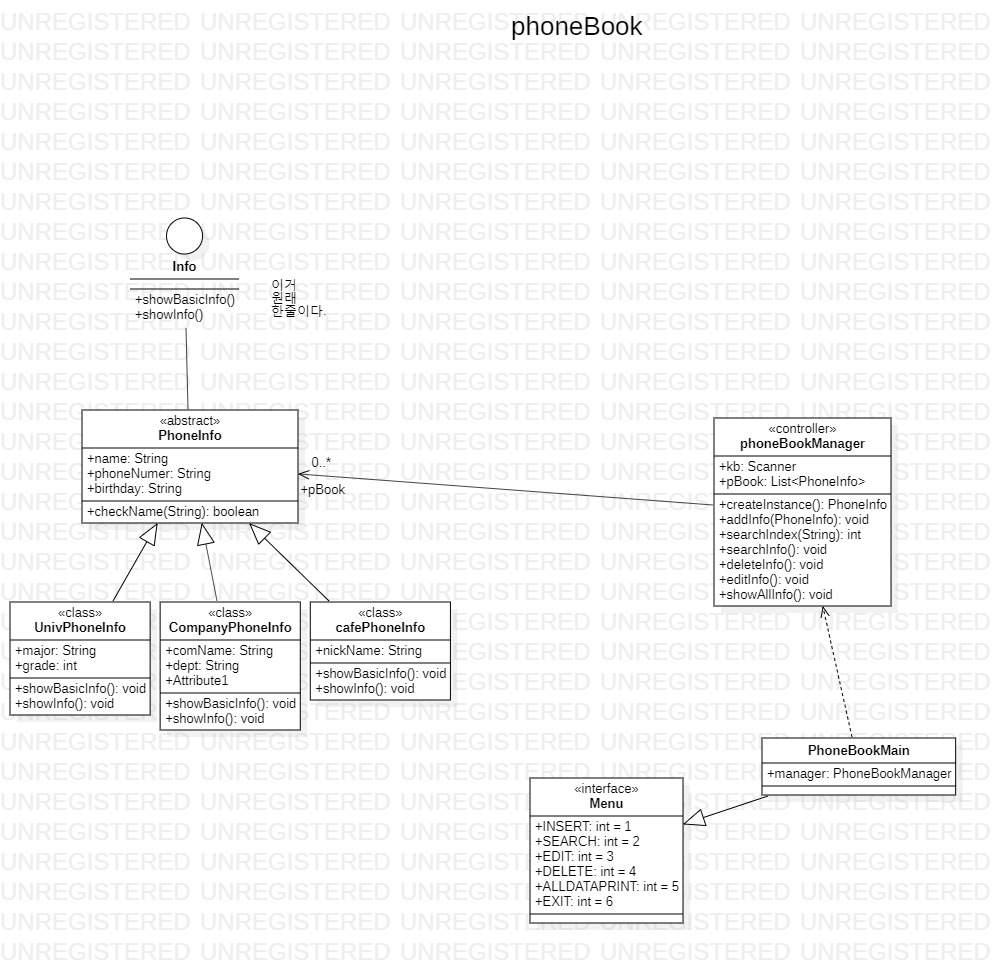 phoneBook
Info
+showBasicInfo()
+showInfo()
이거
원래
한줄이다.
«abstract»
PhoneInfo
+name: String
+phoneNumer: String
+birthday: String
+checkName(String): boolean
0..*
+pBook
«controller»
phoneBookManager
+kb: Scanner
+pBook: List<PhoneInfo>
+createInstance(): PhoneInfo
+addInfo(PhoneInfo): void
+searchIndex(String): int
+searchInfo(): void
+deleteInfo(): void
+editInfo(): void
+showAllInfo(): void
«class»
UnivPhoneInfo
+major: String
+grade: int
+showBasicInfo(): void
+showInfo(): void
«class»
CompanyPhoneInfo
+comName: String
+dept: String
+Attribute1
+showBasicInfo(): void
+showInfo(): void
«class»
cafePhoneInfo
+nickName: String
+showBasicInfo(): void
+showInfo(): void
PhoneBookMain
+manager: PhoneBookManager
«interface»
Menu
+INSERT: int = 1
+SEARCH: int = 2
+EDIT: int = 3
+DELETE: int = 4
+ALLDATAPRINT: int = 5
+EXIT: int = 6
UNREGISTERED